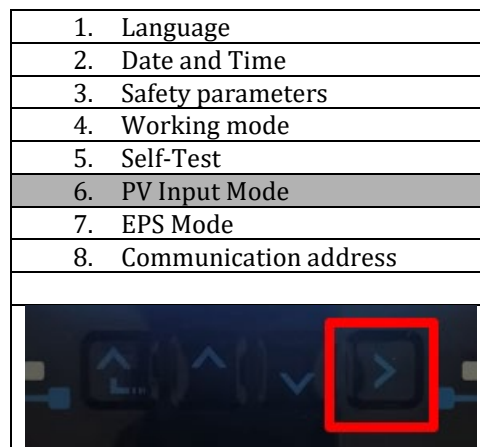 1. Language
2. Date and Time
3. Safety parameters
4. Working mode
5. Self-Test
6. PV Input Mode
7. EPS Mode
8. Communication address